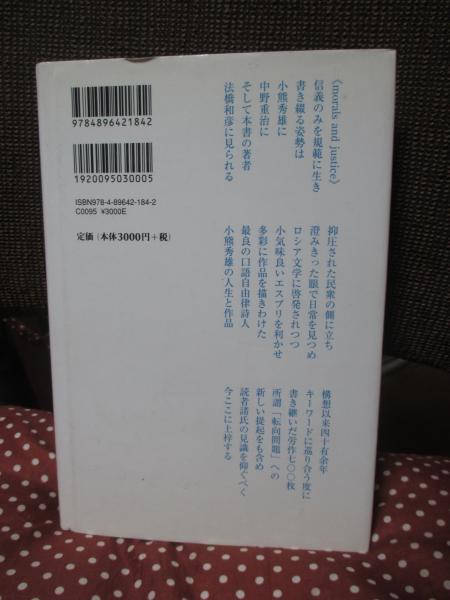 《morals and justice》
信義のみを規範に生き
書き綴る姿勢は
小熊秀雄に
中野重治に
そして本書の著者
法橋和彦に見られる
抑圧された民衆の側に立ち
澄みきった眼で日常を見つめ
ロシア文学に啓発されつつ
小気味良いエスプリを利かせ
多彩に作品を描きわけた
最良の口語自由律詩人
小熊秀雄の人生と作品
構想以来四十有余年
キーワードに巡り合う度に
書き継いだ労作七〇〇枚
所謂「転向問題」への
新しい提起をも含め
読者諸氏の見識を仰ぐべく
今ここに上梓する
9784896421842
1920095030005
ISBN978-4-89642-184-2
C0095 ¥3000E
定価（本体3000円+税）